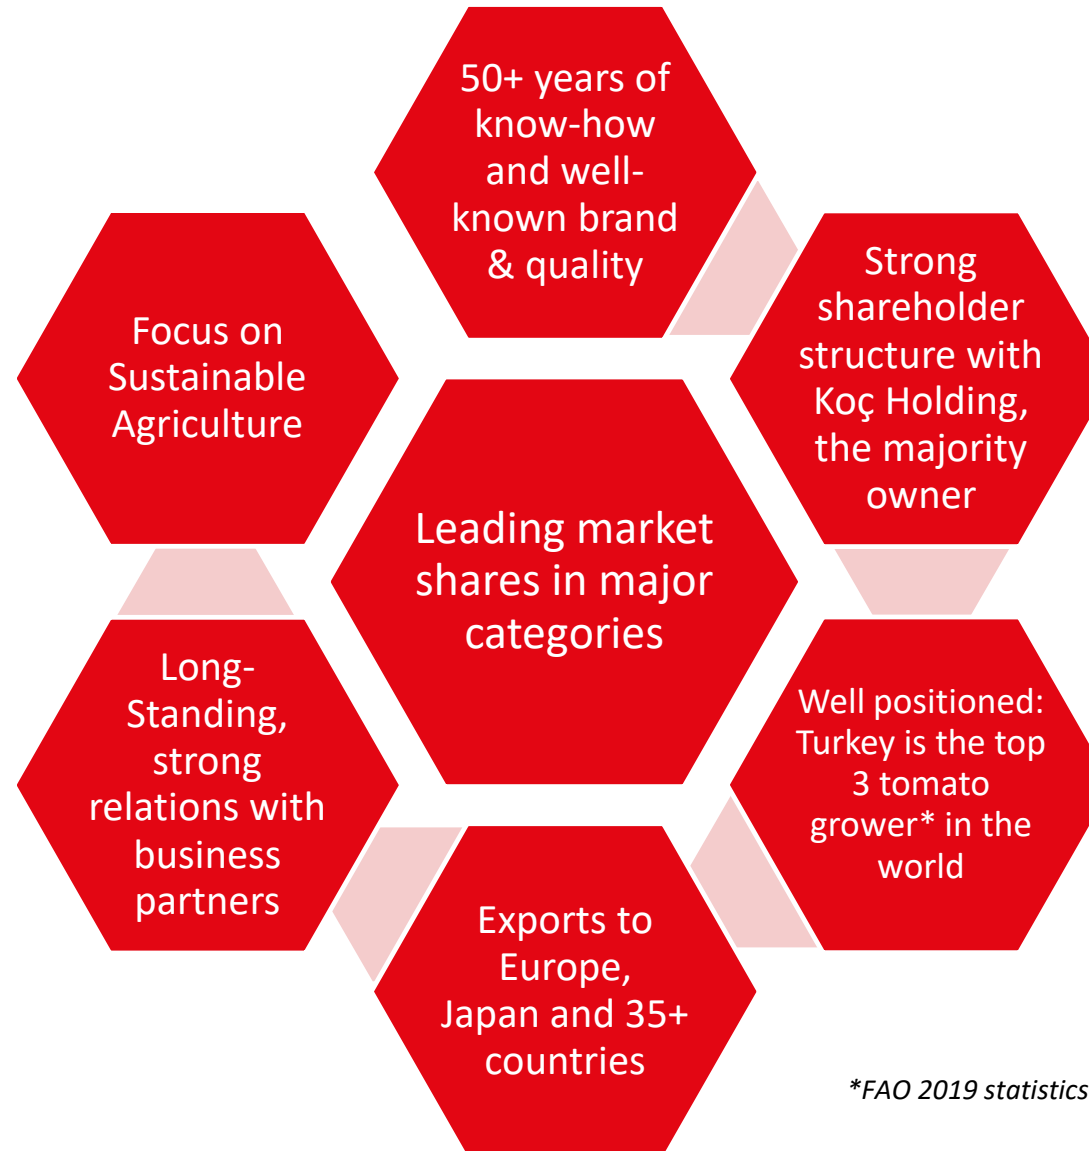 50+ years of
know-how
and well-
known brand
& quality
Strong
shareholder
structure with
Koç Holding,
the majority
owner
Well positioned:
Turkey is the top
3 tomato
grower* in the
world
Exports to
Europe,
Japan and 35+
countries
Long-
Standing,
strong
relations with
business
partners
Focus on
Sustainable
Agriculture
Leading market
shares in major
categories
*FAO 2019 statistics